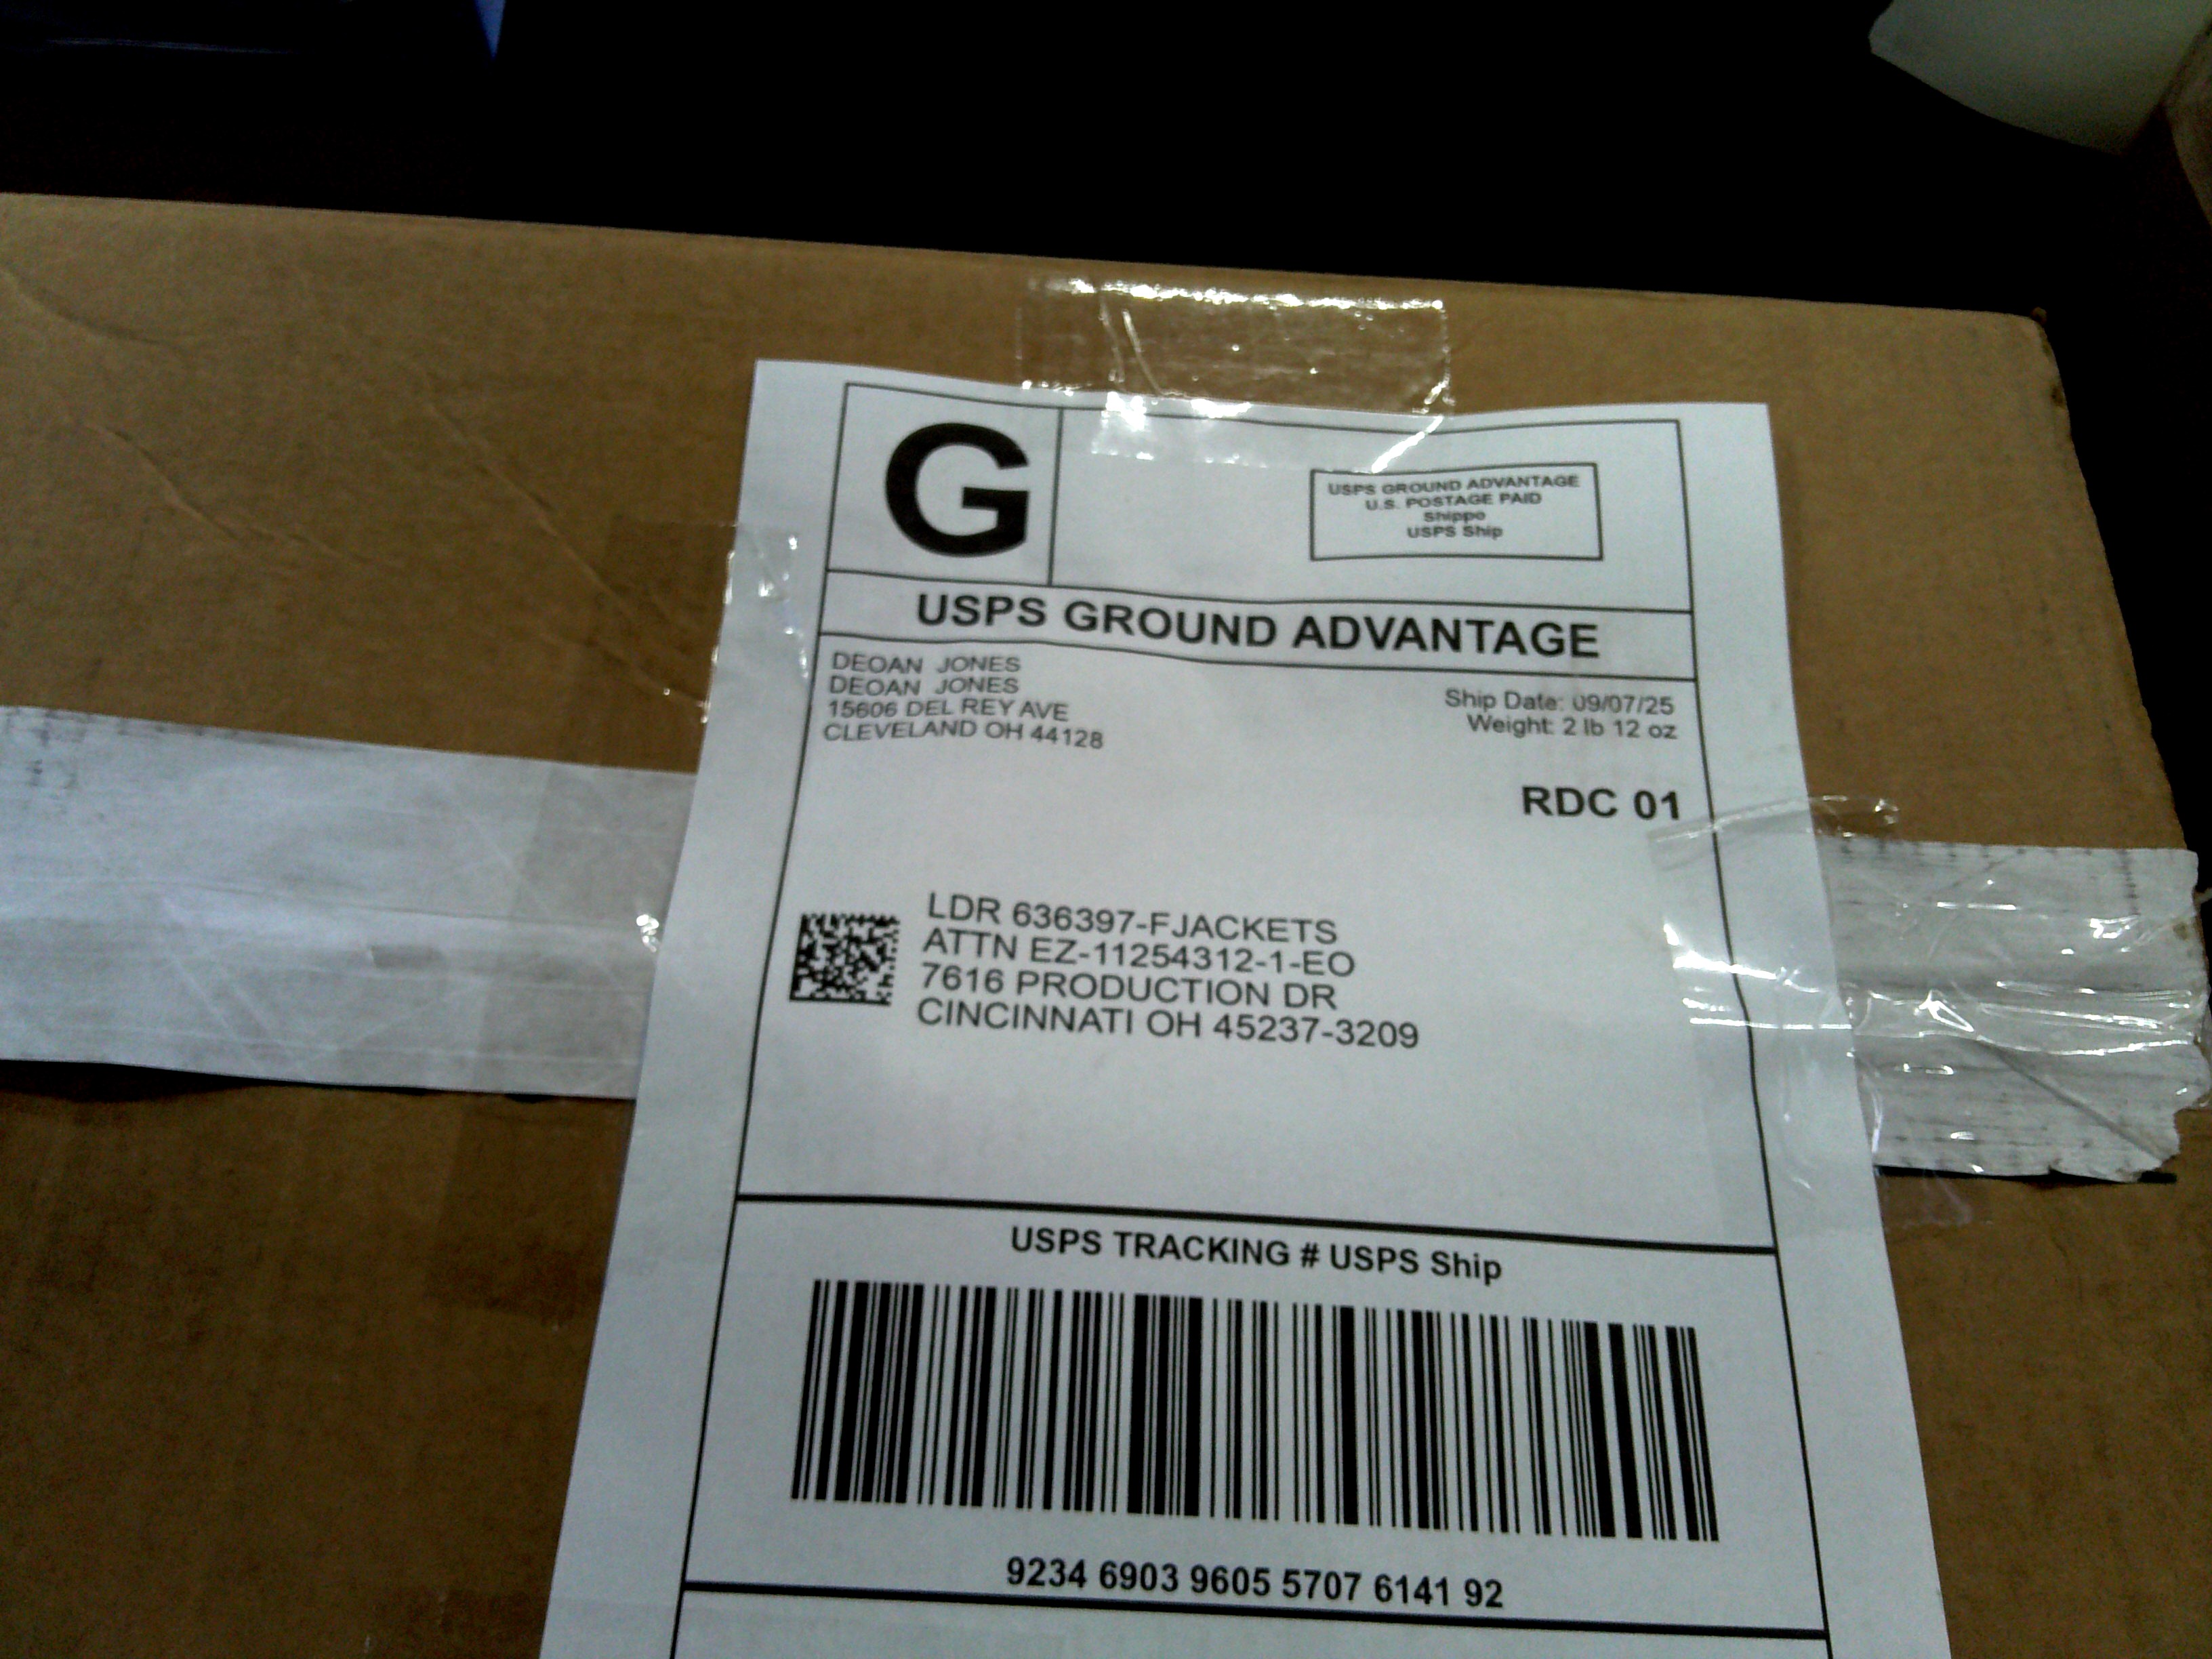 G
USPS GROUND ADVANTAGE
U.S. POSTAGE PAID
Shippo
USPS Ship
USPS GROUND ADVANTAGE
DEOAN JONES
DEOAN JONES
15606 DEL REY AVE
CLEVELAND OH 44128
Ship Date: 09/07/25
Weight: 2 lb 12 oz
RDC 01
LDR 636397-FJACKETS
ATTN EZ-11254312-1-EO
7616 PRODUCTION DR
CINCINNATI OH 45237-3209
USPS TRACKING # USPS Ship
9234 6903 9605 5707 6141 92